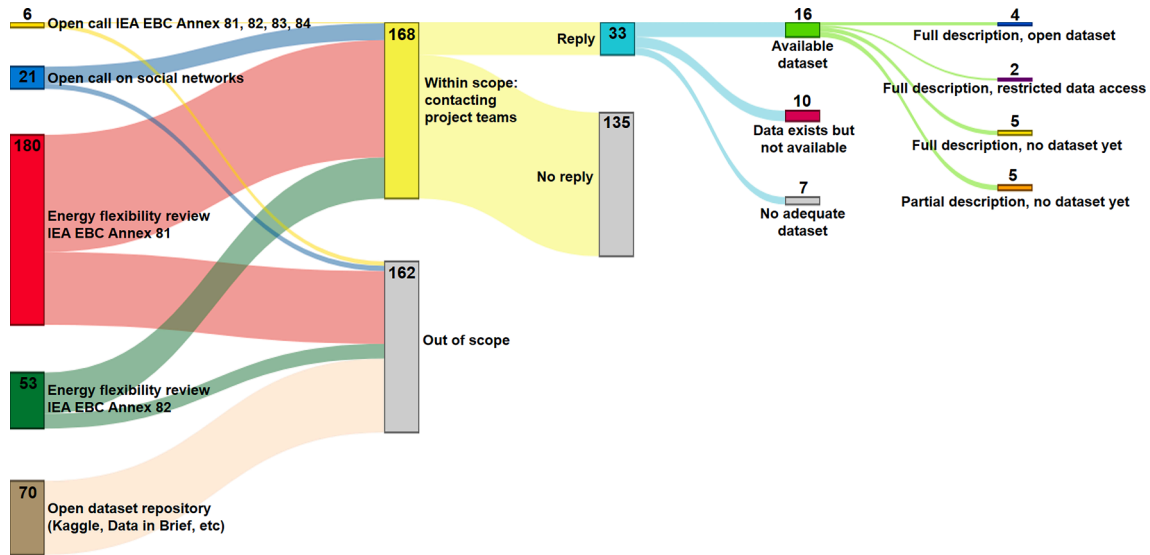 6
Open call IEA EBC Annex 81, 82, 83, 84
21
Open call on social networks
180
Energy flexibility review
IEA EBC Annex 81
53
Energy flexibility review
IEA EBC Annex 82
70
Open dataset repository
(Kaggle, Data in Brief, etc)
168
Within scope:
contacting
project teams
162
Out of scope
Reply
33
No reply
135
16
Available
dataset
10
Data exists but
not available
7
No adequate
dataset
4
Full description, open dataset
2
Full description, restricted data access
5
Full description, no dataset yet
5
Partial description, no dataset yet